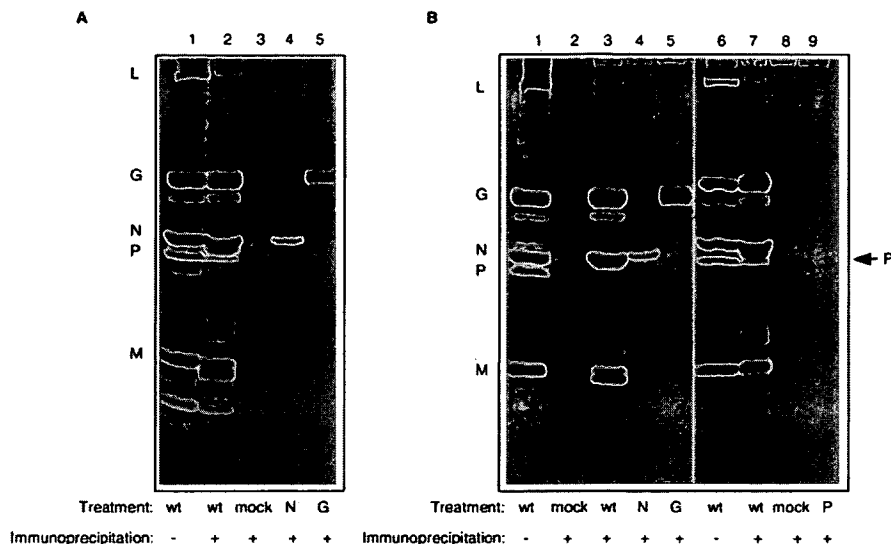 A
B
1 2 3 4 5
1 2 3 4 5 6 7 8 9
L
G
N
P
M
L
G
N
P
M
P
Treatment: wt wt mock N G
Treatment: wt mock wt N G wt wt mock P
Immunoprecipitation: - + + + +
Immunoprecipitation: - + + + + - + + +